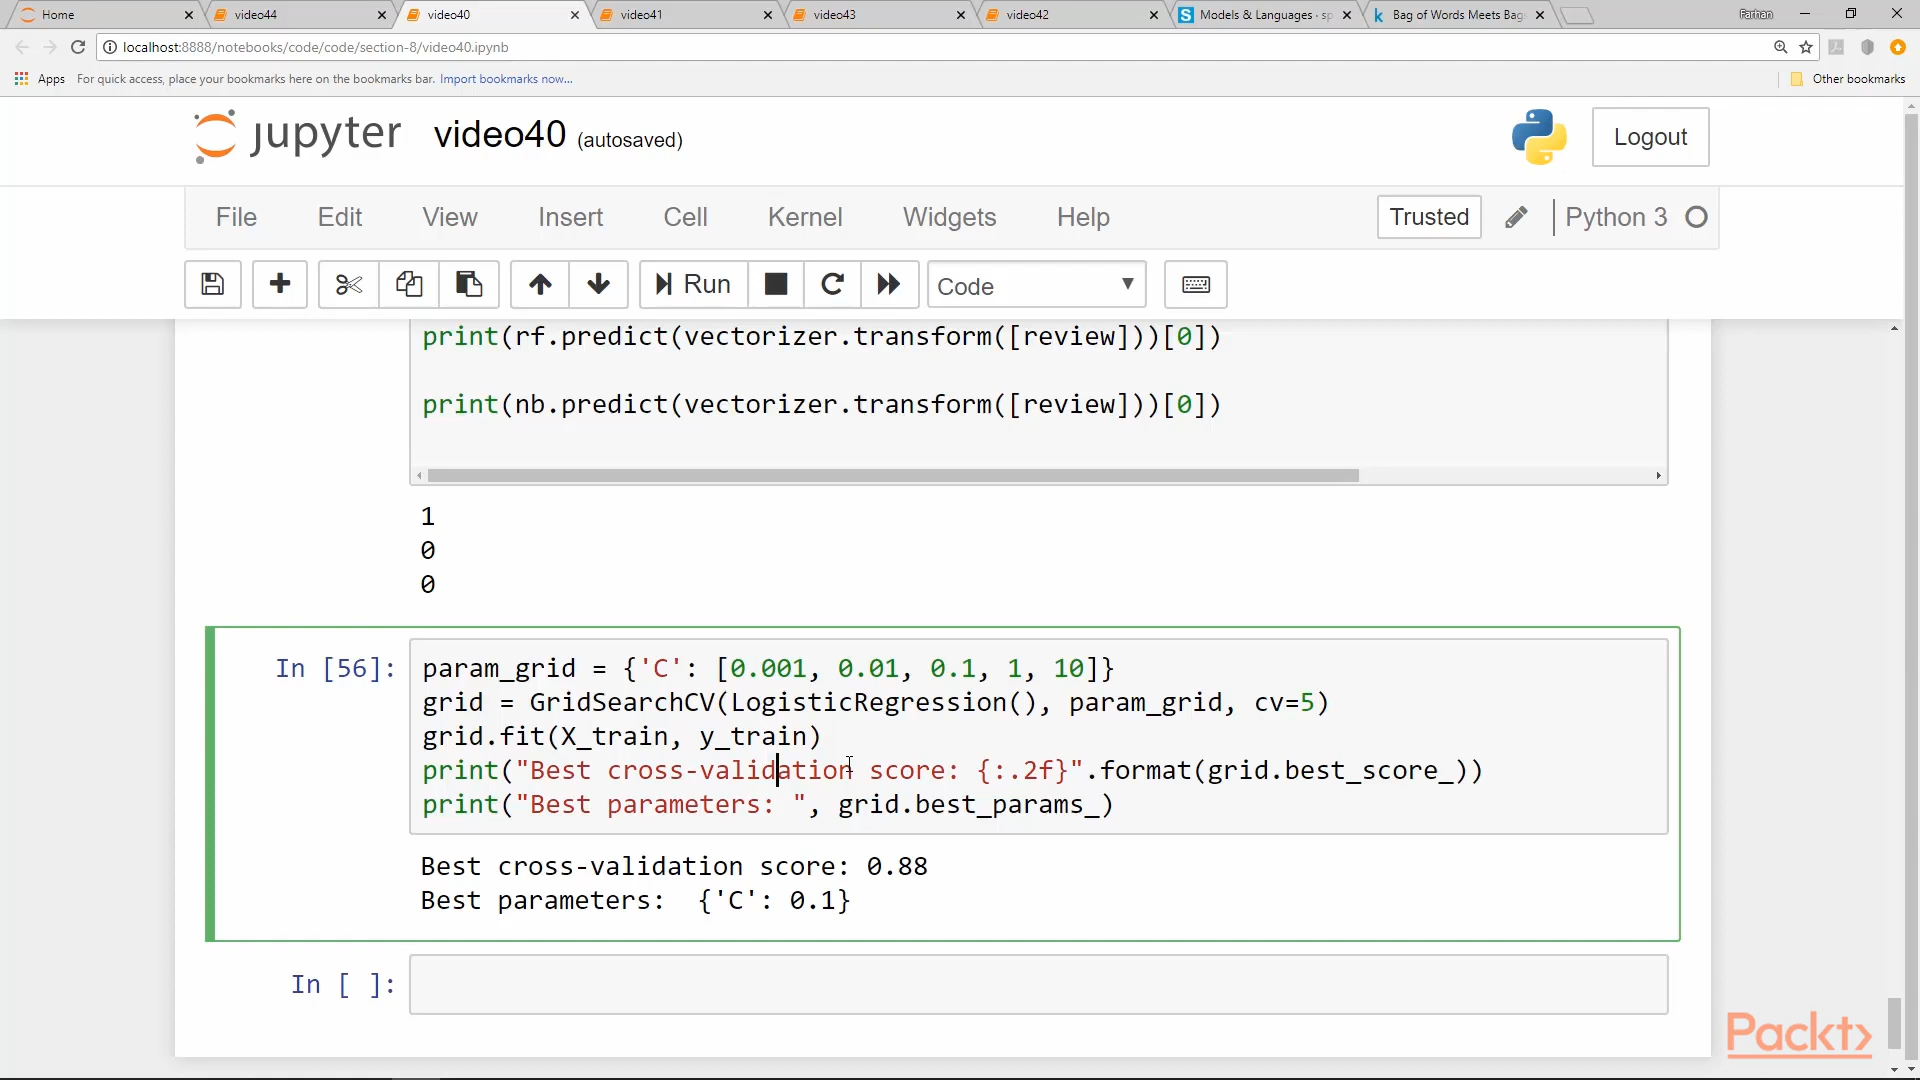 Home
video44
video40
video41
video43
video42
Models & Languages · sp
Bag of Words Meets Bag
Farhan
localhost:8888/notebooks/code/code/section-8/video40.ipynb
Apps
For quick access, place your bookmarks here on the bookmarks bar. Import bookmarks now...
Other bookmarks
jupyter video40 (autosaved)
Logout
File Edit View Insert Cell Kernel Widgets Help
Trusted
Python 3
Run
Code
print(rf.predict(vectorizer.transform([review]))[0])
print(nb.predict(vectorizer.transform([review]))[0])
1
0
0
In [56]:
param_grid = {'C': [0.001, 0.01, 0.1, 1, 10]}
grid = GridSearchCV(LogisticRegression(), param_grid, cv=5)
grid.fit(X_train, y_train)
print("Best cross-validation score: {:.2f}".format(grid.best_score_))
print("Best parameters: ", grid.best_params_)
Best cross-validation score: 0.88
Best parameters:  {'C': 0.1}
In [ ]:
Packt>